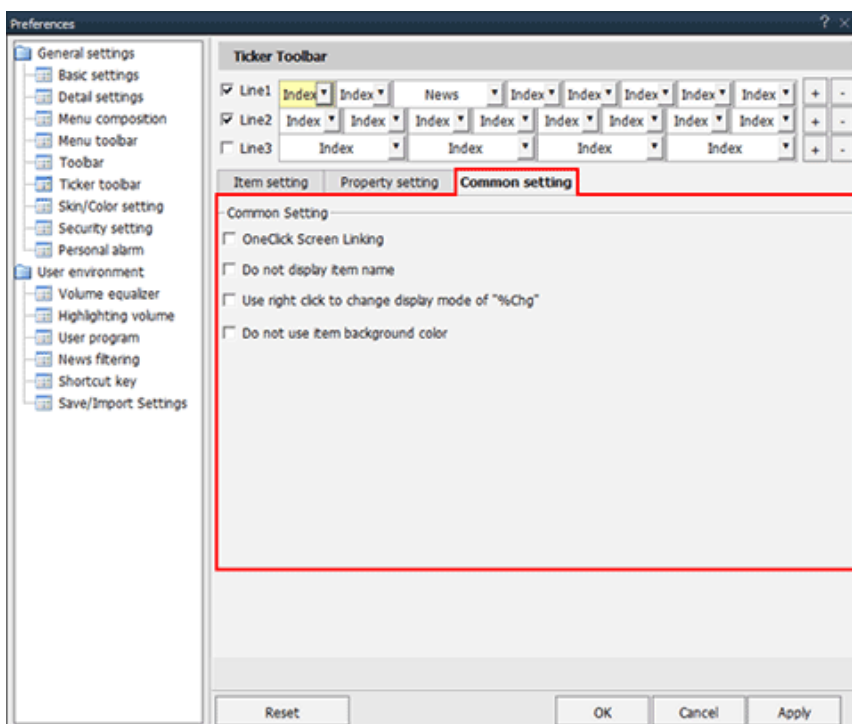 Preferences
General settings
Basic settings
Detail settings
Menu composition
Menu toolbar
Toolbar
Ticker toolbar
Skin/Color setting
Security setting
Personal alarm
User environment
Volume equalizer
Highlighting volume
User program
News filtering
Shortcut key
Save/Import Settings
Ticker Toolbar
Line1 Index Index News Index Index Index Index Index + -
Line2 Index Index Index Index Index Index Index Index + -
Line3 Index Index Index Index + -
Item setting Property setting Common setting
Common Setting
OneClick Screen Linking
Do not display item name
Use right click to change display mode of "%Chg"
Do not use item background color
Reset OK Cancel Apply